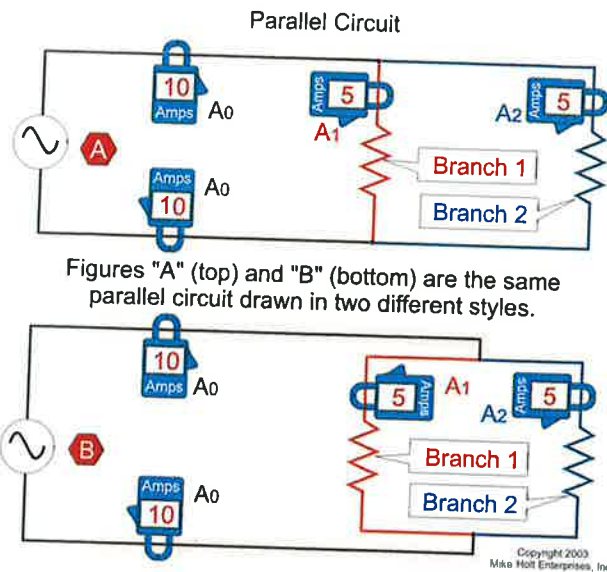 Parallel Circuit
10
Amps
A0
Amps
5
A1
Amps
5
A2
A
Amps
10
A0
Branch 1
Branch 2
Figures "A" (top) and "B" (bottom) are the same
parallel circuit drawn in two different styles.
10
Amps
A0
5
Amps
A1
Amps
5
A2
B
Amps
10
A0
Branch 1
Branch 2
Copyright 2003
Mike Holt Enterprises, Inc